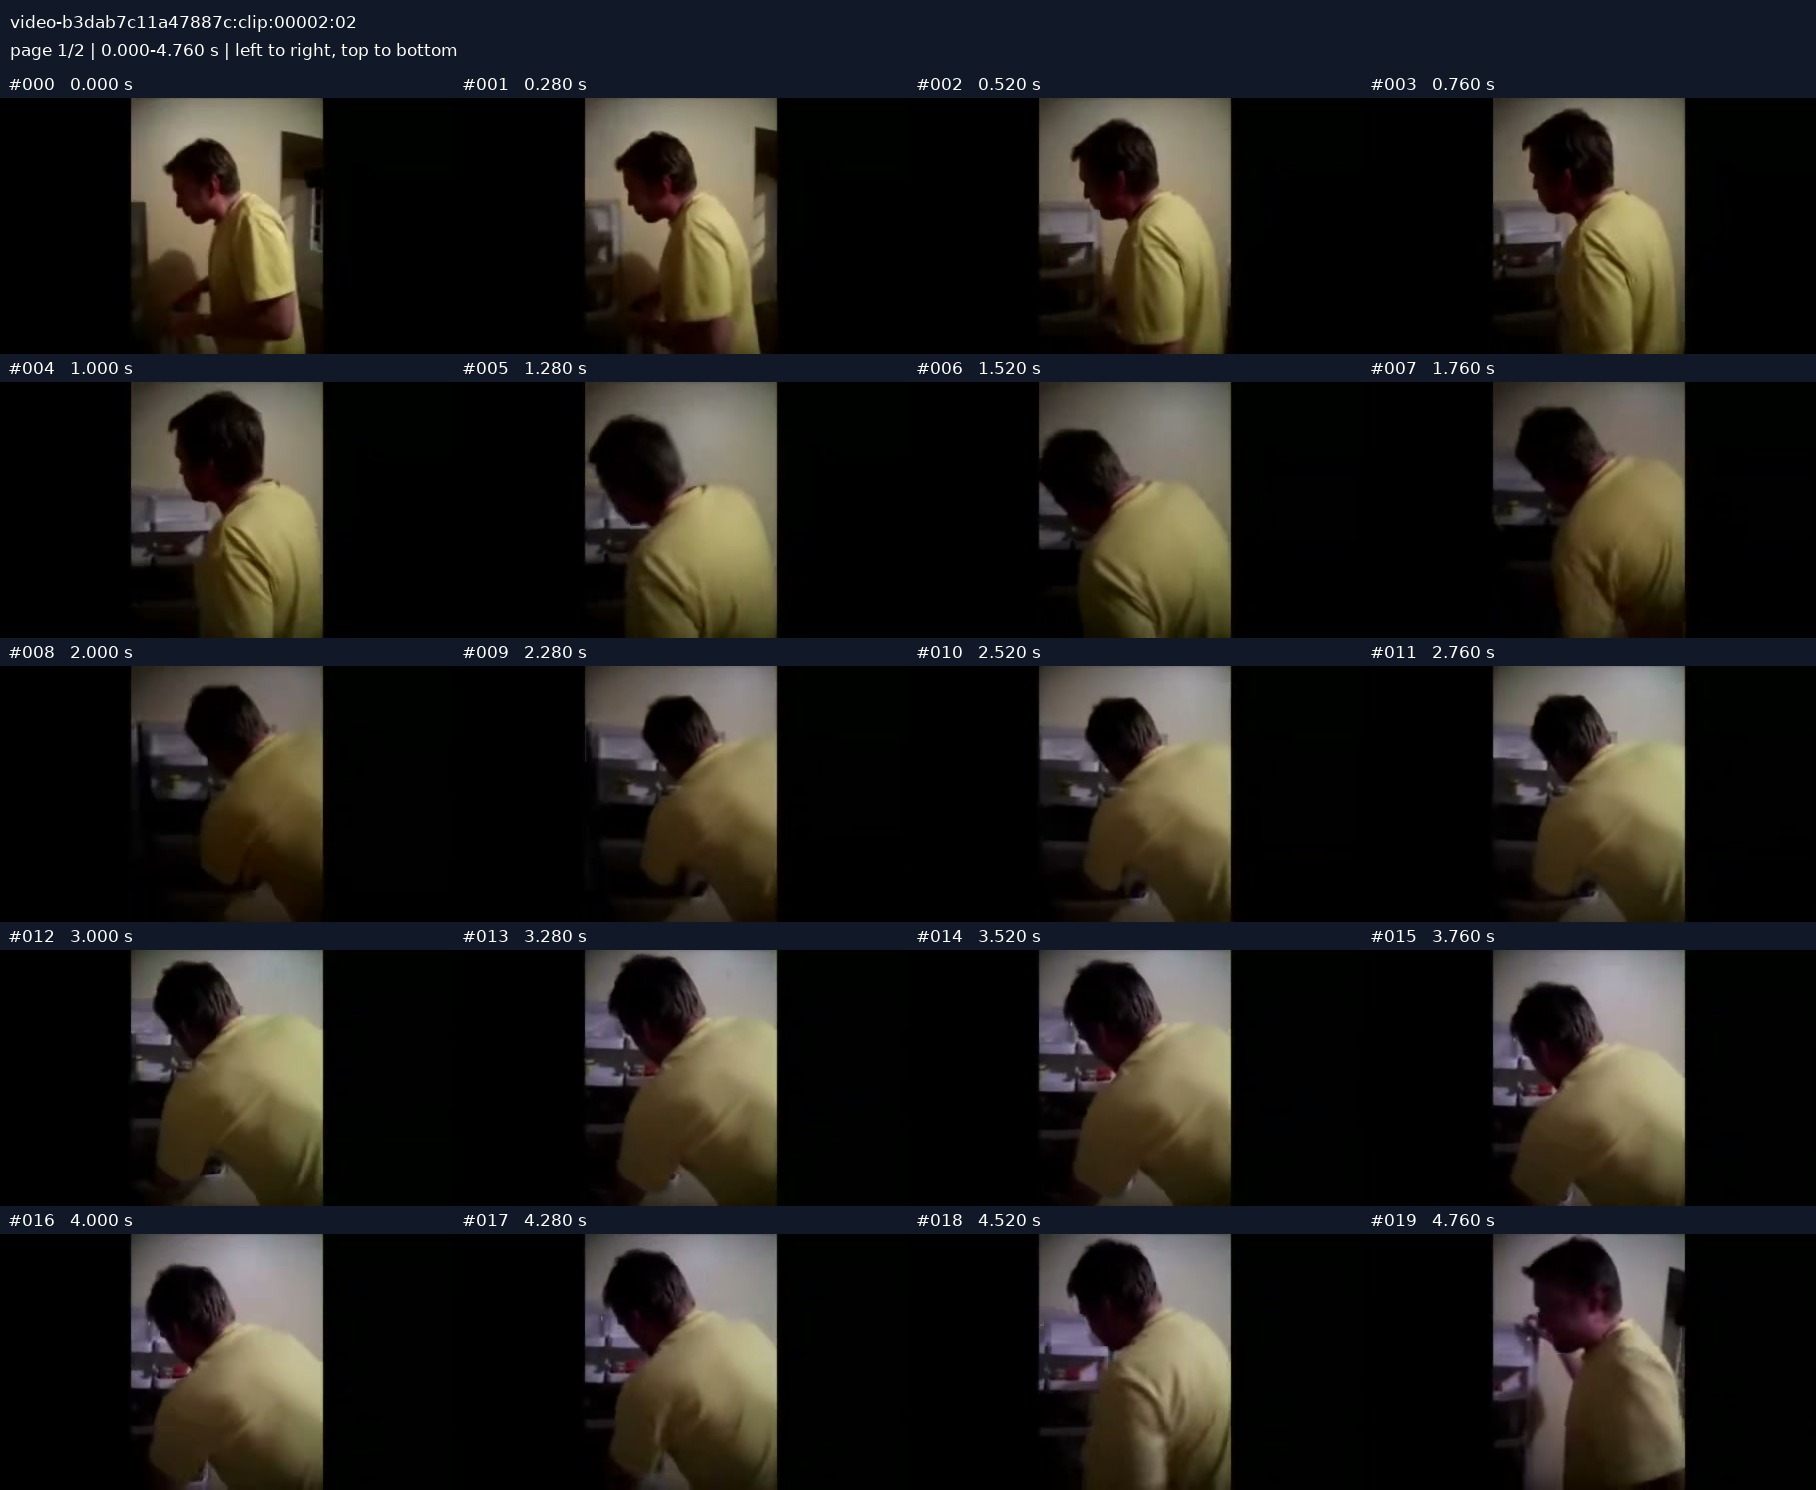 video-b3dab7c11a47887c:clip:00002:02
page 1/2 | 0.000-4.760 s | left to right, top to bottom
#000 0.000 s
#001 0.280 s
#002 0.520 s
#003 0.760 s
#004 1.000 s
#005 1.280 s
#006 1.520 s
#007 1.760 s
#008 2.000 s
#009 2.280 s
#010 2.520 s
#011 2.760 s
#012 3.000 s
#013 3.280 s
#014 3.520 s
#015 3.760 s
#016 4.000 s
#017 4.280 s
#018 4.520 s
#019 4.760 s